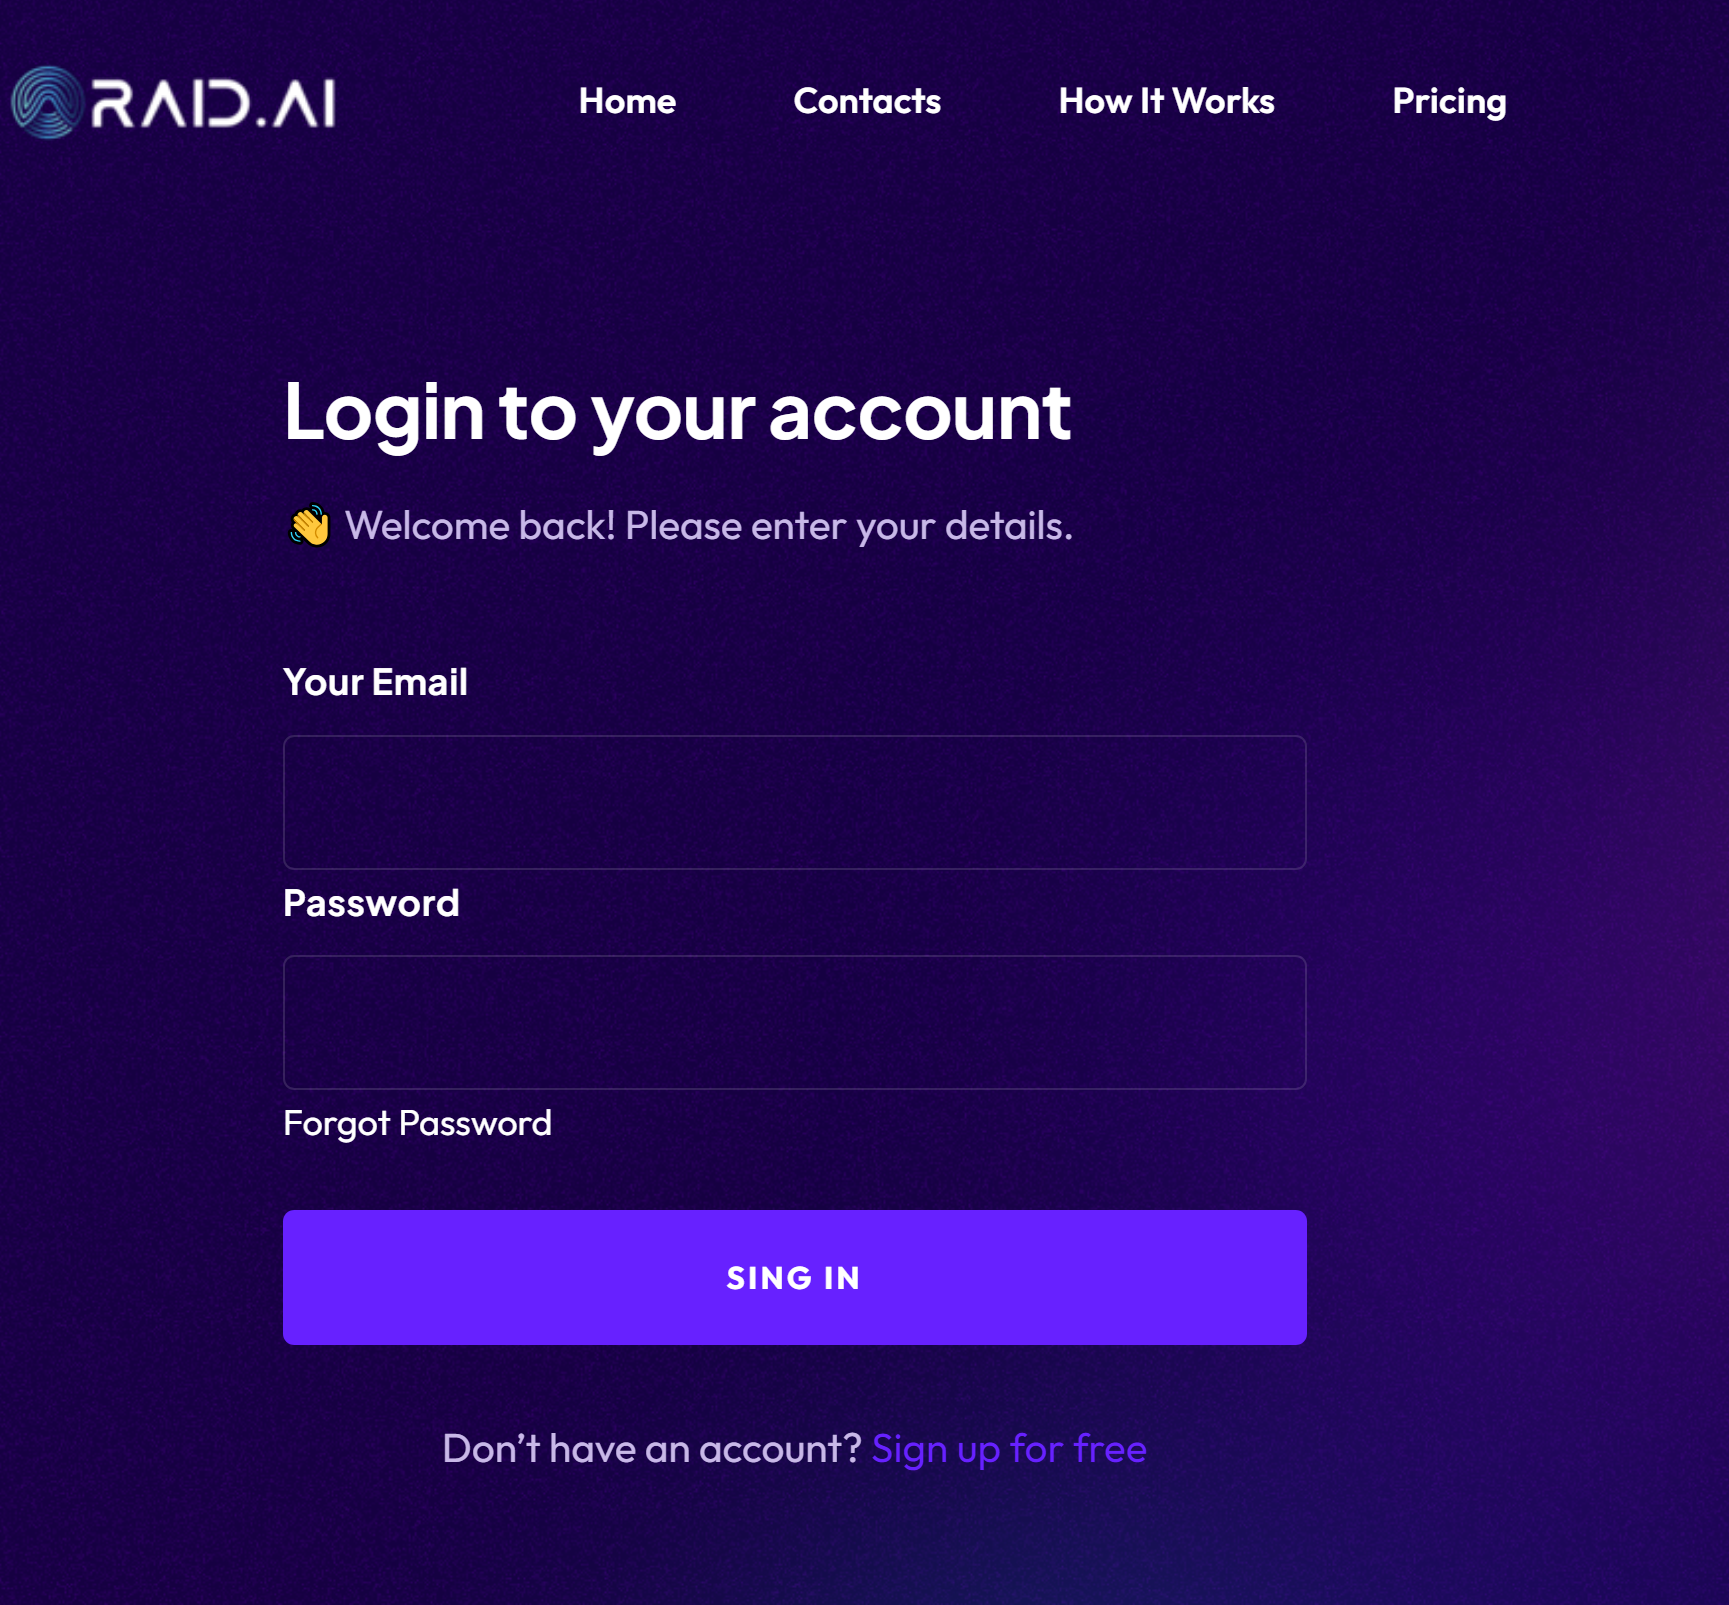 RAID.AI
Home Contacts How It Works Pricing
Login to your account
👋 Welcome back! Please enter your details.
Your Email
Password
Forgot Password
SING IN
Don’t have an account? Sign up for free